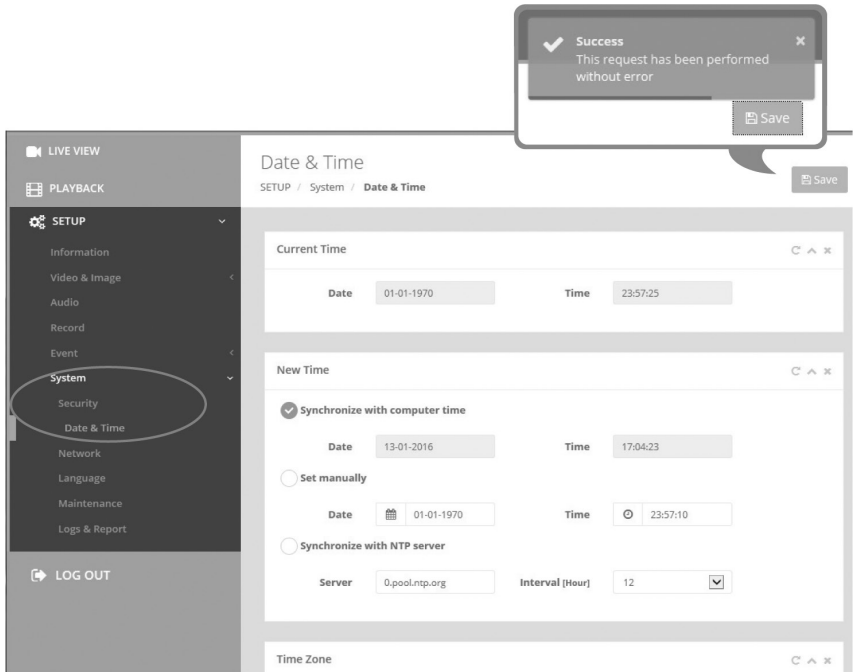 Success
This request has been performed
without error
Save
LIVE VIEW
PLAYBACK
SETUP
Information
Video & Image
Audio
Record
Event
System
Security
Date & Time
Network
Language
Maintenance
Logs & Report
LOG OUT
Date & Time
SETUP / System / Date & Time
Save
Current Time
Date 01-01-1970 Time 23:57:25
New Time
Synchronize with computer time
Date 13-01-2016 Time 17:04:23
Set manually
Date 01-01-1970 Time 23:57:10
Synchronize with NTP server
Server 0.pool.ntp.org Interval [Hour] 12
Time Zone